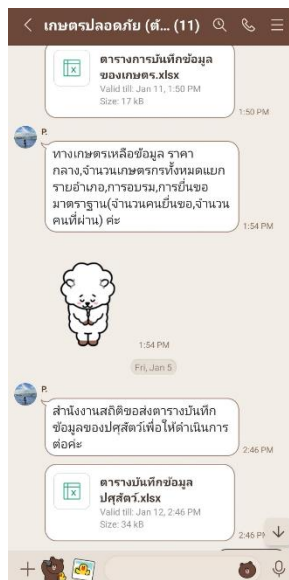 เกษตรปลอดภัย (ตั... (11)
ตารางการบันทึกข้อมูล
ของเกษตร.xlsx
Valid till: Jan 11, 1:50 PM
Size: 17 kB
1:50 PM
P.
ทางเกษตรเหลือข้อมูล ราคา
กลาง,จำนวนเกษตรกรทั้งหมดแยก
รายอำเภอ,การอบรม,การยื่นขอ
มาตราฐาน(จำนวนคนยื่นขอ,จำนวน
คนที่ผ่าน) ค่ะ
1:54 PM
1:54 PM
Fri, Jan 5
P.
สำนังงานสถิติขอส่งตารางบันทึก
ข้อมูลของปศุสัตว์เพื่อให้ดำเนินการ
ต่อค่ะ
2:46 PM
ตารางบันทึกข้อมูล
ปศุสัตว์.xlsx
Valid till: Jan 12, 2:46 PM
Size: 34 kB
2:46 PM